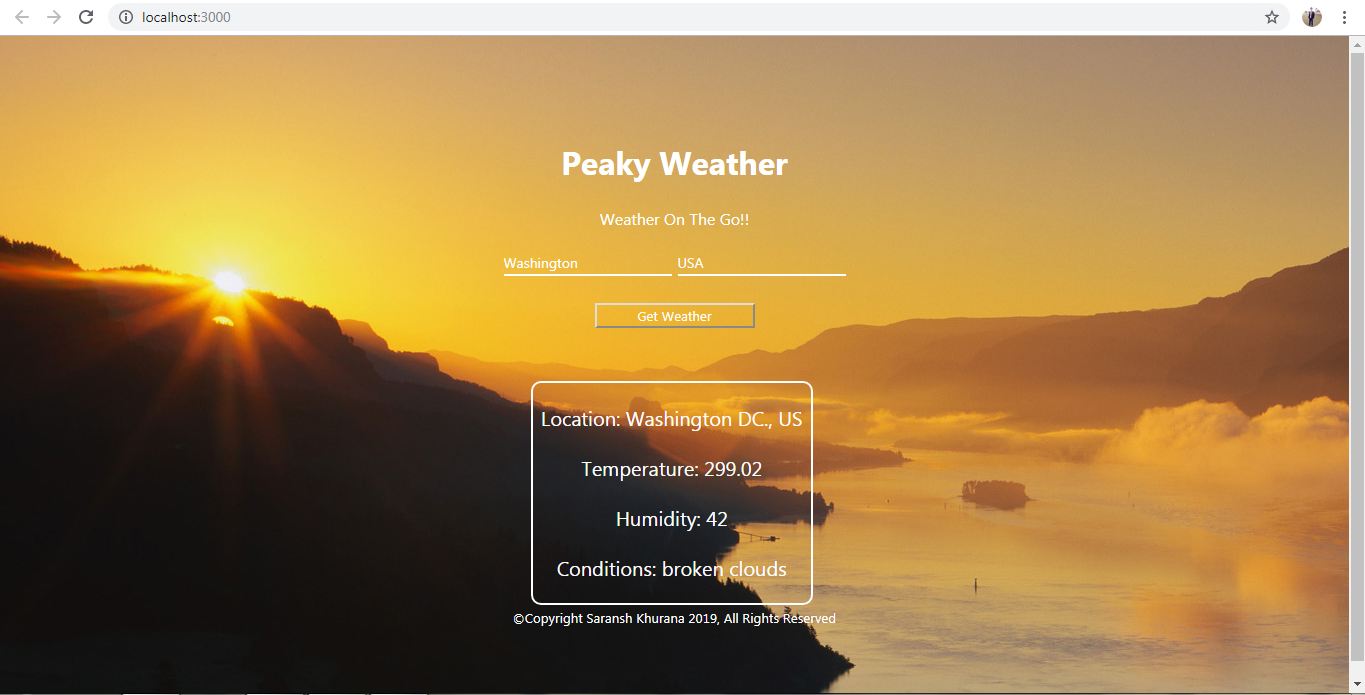 localhost:3000
Peaky Weather
Weather On The Go!!
Washington USA
Get Weather
Location: Washington DC., US
Temperature: 299.02
Humidity: 42
Conditions: broken clouds
©Copyright Saransh Khurana 2019, All Rights Reserved